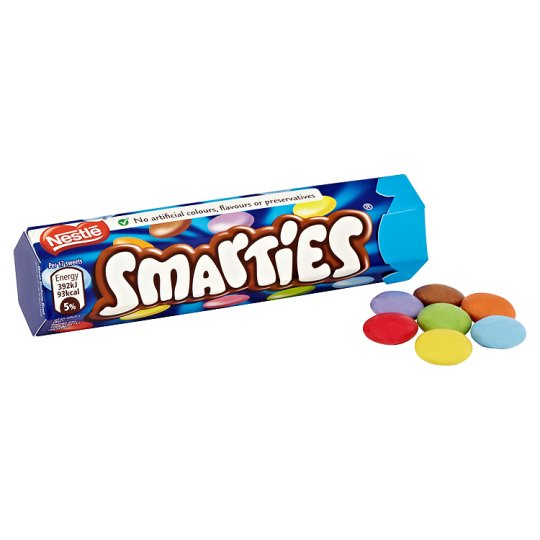 No artificial colours, flavours or preservatives
Nestlé
SMARTIES®
Energy
392kJ
93kcal
5%